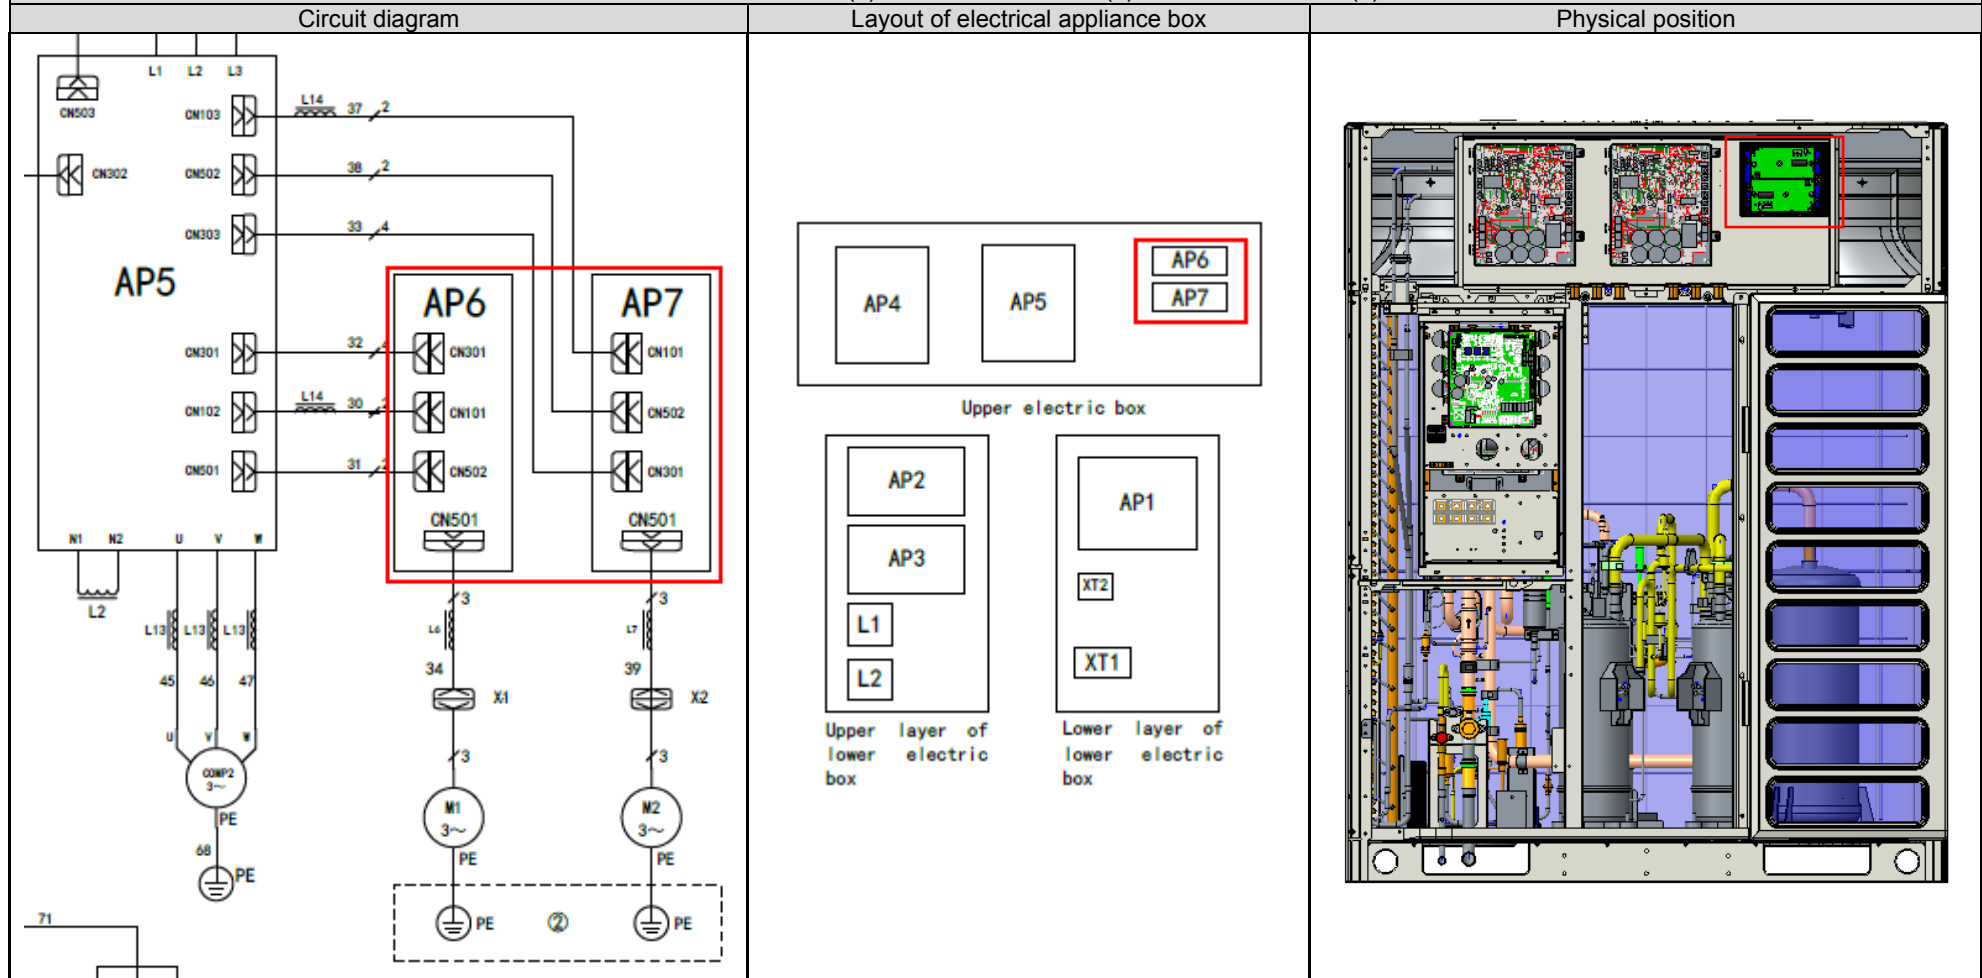 Circuit diagram
Layout of electrical appliance box
Physical position
L1 L2 L3
CN503
CN103
L14 37 2
CN302
CN502
38 2
CN303
33 4
AP5
AP6
AP7
CN301
32 4
CN301
CN101
CN102
L14 30 2
CN101
CN502
CN501
31 2
CN502
CN301
CN501
CN501
N1 N2 U V W
L2
3
3
L13 L13 L13
L6
L7
45 46 47
34
39
X1
X2
U V W
3
3
COMP2
3~
M1
3~
M2
3~
PE
PE
PE
68
PE
71
PE
②
PE
AP4
AP5
AP6
AP7
Upper electric box
AP2
AP3
L1
L2
Upper layer of
lower electric
box
AP1
XT2
XT1
Lower layer of
lower electric
box